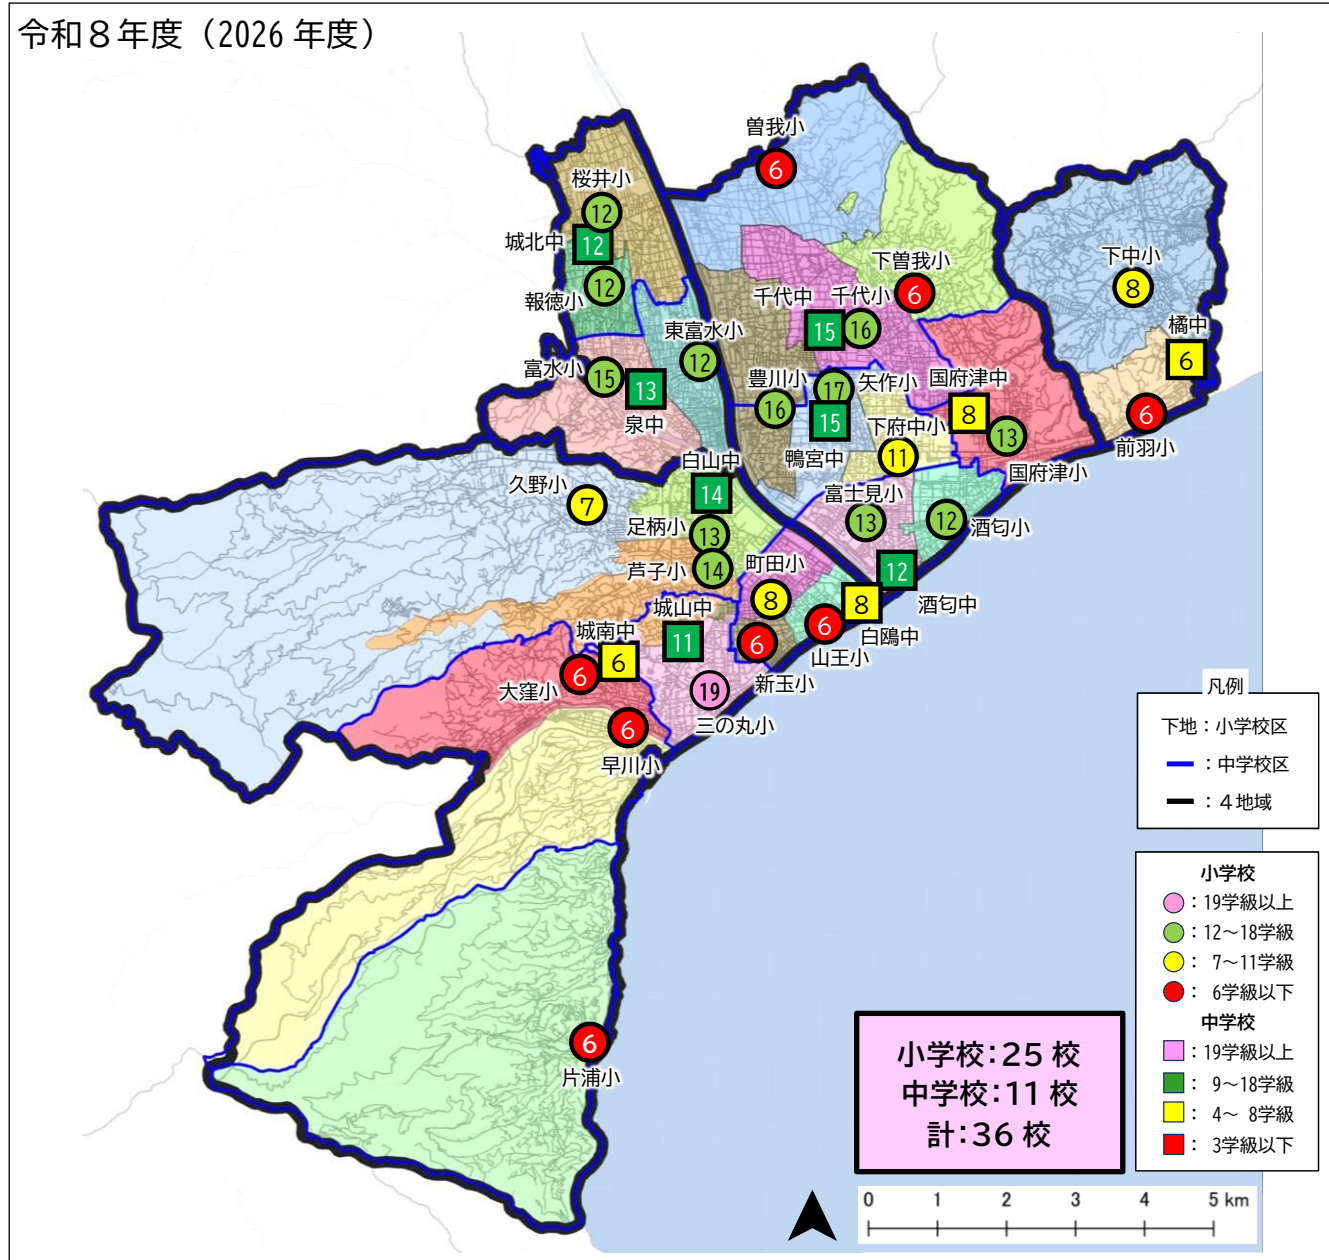 令和８年度（2026 年度）
曽我小
6
桜井小
12
城北中
12
報徳小
12
下曽我小
6
下中小
8
千代中
千代小
15
16
橘中
6
東富水小
12
富水小
15
13
泉中
豊川小
16
17
矢作小
15
鴨宮中
国府津中
8
13
国府津小
下府中小
11
6
前羽小
白山中
14
久野小
7
足柄小
13
芦子小
14
富士見小
13
12
酒匂小
町田小
8
12
酒匂中
8
白鴎中
城山中
11
6
新玉小
6
山王小
城南中
6
大窪小
6
19
三の丸小
6
早川小
6
片浦小
凡例
下地：小学校区
：中学校区
：４地域
小学校
：19学級以上
：12～18学級
： 7～11学級
： 6学級以下
中学校
：19学級以上
： 9～18学級
： 4～ 8学級
： 3学級以下
小学校：25 校
中学校：11 校
計：36 校
0 1 2 3 4 5 km